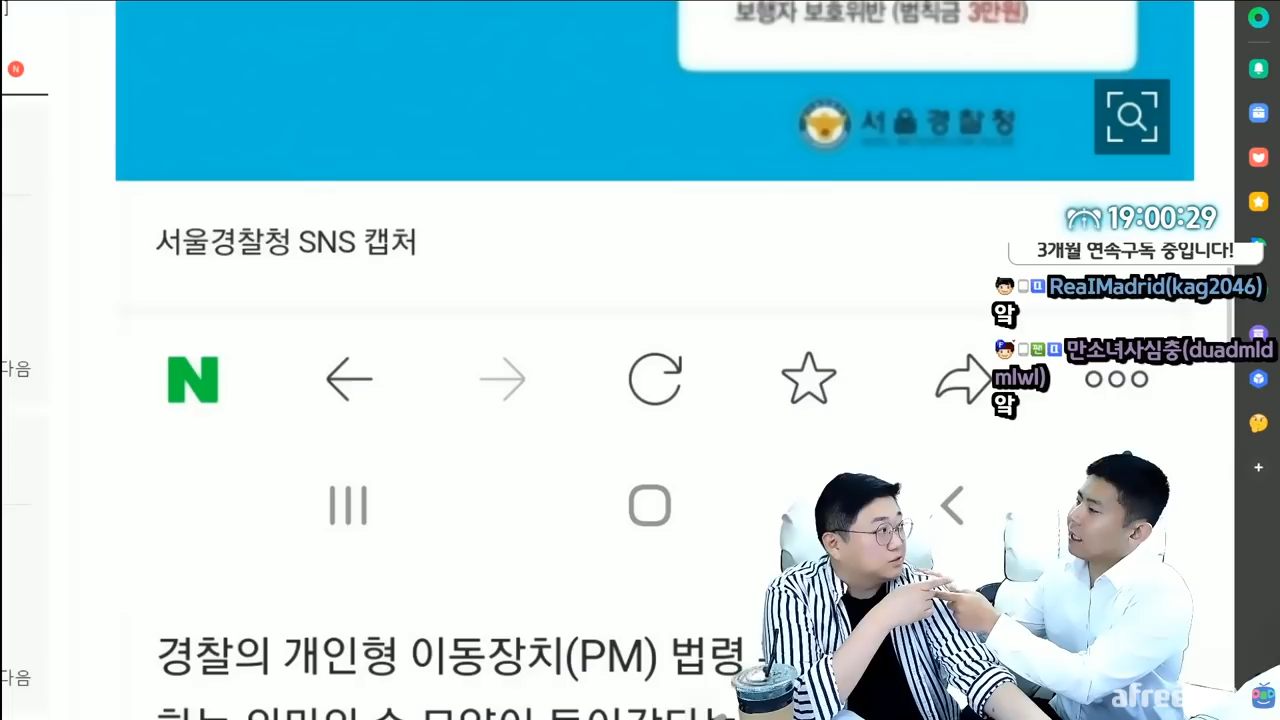 보행자 보호위반 (범칙금 3만원)
서울경찰청
서울경찰청 SNS 캡처
19:00:29
3개월 연속구독 중입니다!
ReaIMadrid(kag2046)
앜
만소녀사심충(duadmld
mlwl)
앜
다음
N
경찰의 개인형 이동장치(PM) 법령
다음
afree